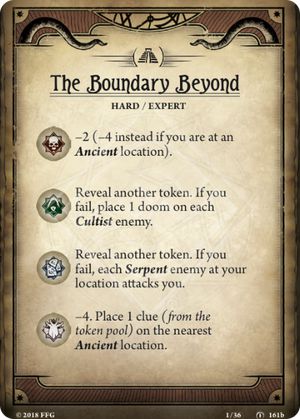 The Boundary Beyond
HARD / EXPERT
–2 (–4 instead if you are at an
Ancient location).
Reveal another token. If you
fail, place 1 doom on each
Cultist enemy.
Reveal another token. If you
fail, each Serpent enemy at your
location attacks you.
–4. Place 1 clue (from the
token pool) on the nearest
Ancient location.
© 2018 FFG 1/36 161b